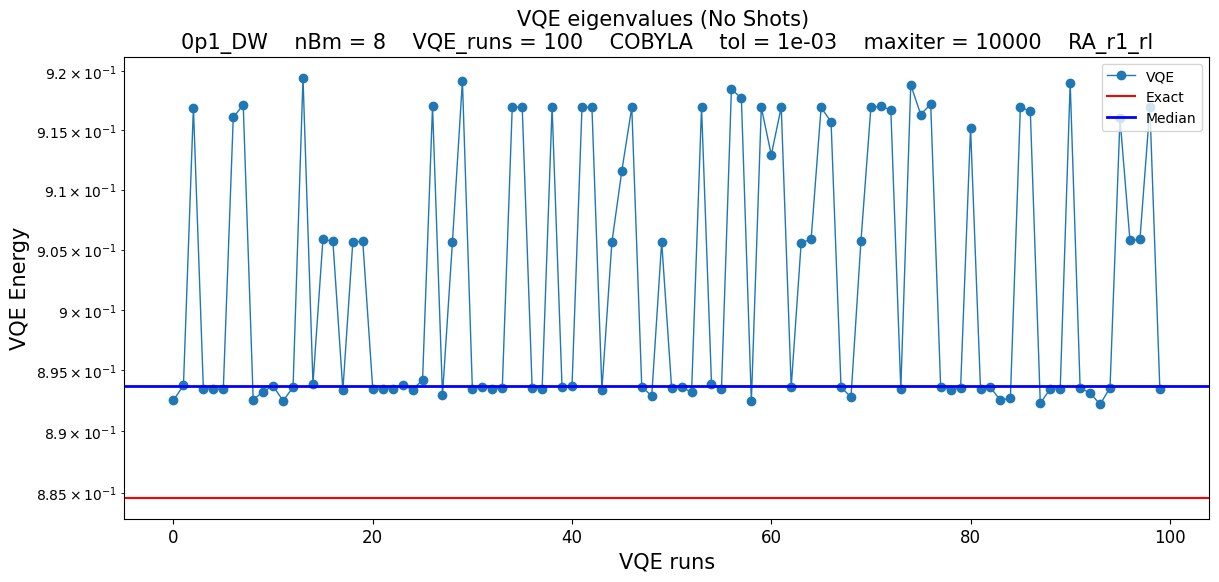 VQE eigenvalues (No Shots)
0p1_DW nBm = 8 VQE_runs = 100 COBYLA tol = 1e-03 maxiter = 10000 RA_r1_rl
9.2 × 10⁻¹
9.15 × 10⁻¹
9.1 × 10⁻¹
9.05 × 10⁻¹
9 × 10⁻¹
8.95 × 10⁻¹
8.9 × 10⁻¹
8.85 × 10⁻¹
VQE Energy
VQE
Exact
Median
0 20 40 60 80 100
VQE runs